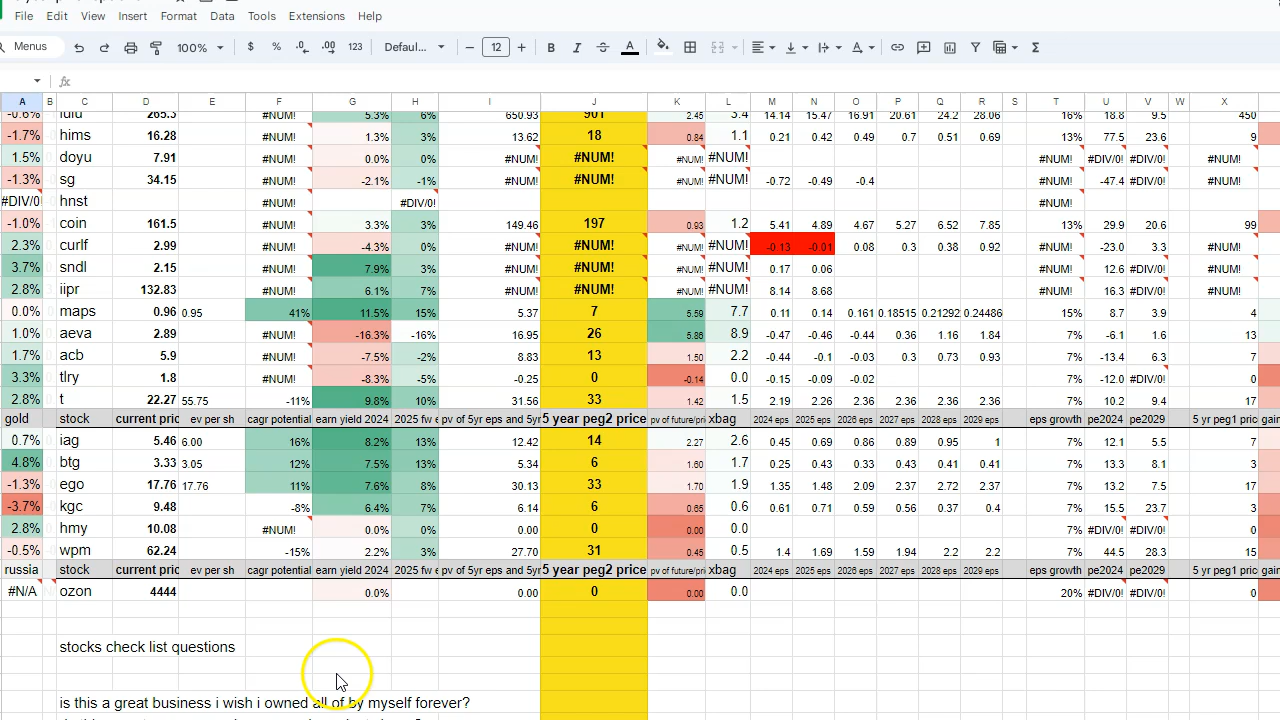 File Edit View Insert Format Data Tools Extensions Help
Menus 100% $ % .0 .00 123 Defaul... − 12 + B I A Σ
fx
A B C D E F G H I J K L M N O P Q R S T U V W X
-0.6% lulu 265.3 #NUM! 5.3% 6% 650.93 901 2.45 3.4 14.14 15.47 16.91 20.61 24.2 28.06 16% 18.8 9.5 450
-1.7% hims 16.28 #NUM! 1.3% 3% 13.62 18 0.84 1.1 0.21 0.42 0.49 0.7 0.51 0.69 13% 77.5 23.6 9
1.5% doyu 7.91 #NUM! 0.0% 0% #NUM! #NUM! #NUM! #NUM! #NUM! #DIV/0! #DIV/0! #NUM!
-1.3% sg 34.15 #NUM! -2.1% -1% #NUM! #NUM! #NUM! #NUM! -0.72 -0.49 -0.4 #NUM! -47.4 #DIV/0! #NUM!
#DIV/0! hnst #NUM! #DIV/0! #NUM!
-1.0% coin 161.5 #NUM! 3.3% 3% 149.46 197 0.93 1.2 5.41 4.89 4.67 5.27 6.52 7.85 13% 29.9 20.6 99
2.3% curlf 2.99 #NUM! -4.3% 0% #NUM! #NUM! #NUM! #NUM! -0.13 -0.01 0.08 0.3 0.38 0.92 #NUM! -23.0 3.3 #NUM!
3.7% sndl 2.15 #NUM! 7.9% 3% #NUM! #NUM! #NUM! #NUM! 0.17 0.06 #NUM! 12.6 #DIV/0! #NUM!
2.8% iipr 132.83 #NUM! 6.1% 7% #NUM! #NUM! #NUM! #NUM! 8.14 8.68 #NUM! 16.3 #DIV/0! #NUM!
0.0% maps 0.96 0.95 41% 11.5% 15% 5.37 7 5.59 7.7 0.11 0.14 0.161 0.18515 0.21292 0.24486 15% 8.7 3.9 4
1.0% aeva 2.89 #NUM! -16.3% -16% 16.95 26 5.86 8.9 -0.47 -0.46 -0.44 0.36 1.16 1.84 7% -6.1 1.6 13
1.7% acb 5.9 #NUM! -7.5% -2% 8.83 13 1.50 2.2 -0.44 -0.1 -0.03 0.3 0.73 0.93 7% -13.4 6.3 7
3.3% tlry 1.8 #NUM! -8.3% -5% -0.25 0 -0.14 0.0 -0.15 -0.09 -0.02 7% -12.0 #DIV/0! 0
2.8% t 22.27 55.75 -11% 9.8% 10% 31.56 33 1.42 1.5 2.19 2.26 2.36 2.36 2.36 2.36 7% 10.2 9.4 17
gold stock current pric ev per sh cagr potential earn yield 2024 2025 fw e pv of 5yr eps and 5yr 5 year peg2 price pv of future/pri xbag 2024 eps 2025 eps 2026 eps 2027 eps 2028 eps 2029 eps eps growth pe2024 pe2029 5 yr peg1 pric gain
0.7% iag 5.46 6.00 16% 8.2% 13% 12.42 14 2.27 2.6 0.45 0.69 0.86 0.89 0.95 1 7% 12.1 5.5 7
4.8% btg 3.33 3.05 12% 7.5% 13% 5.34 6 1.60 1.7 0.25 0.43 0.33 0.43 0.41 0.41 7% 13.3 8.1 3
-1.3% ego 17.76 17.76 11% 7.6% 8% 30.13 33 1.70 1.9 1.35 1.48 2.09 2.37 2.72 2.37 7% 13.2 7.5 17
-3.7% kgc 9.48 -8% 6.4% 7% 6.14 6 0.65 0.6 0.61 0.71 0.59 0.56 0.37 0.4 7% 15.5 23.7 3
2.8% hmy 10.08 #NUM! 0.0% 0% 0.00 0 0.00 0.0 7% #DIV/0! #DIV/0! 0
-0.5% wpm 62.24 -15% 2.2% 3% 27.70 31 0.45 0.5 1.4 1.69 1.59 1.94 2.2 2.2 7% 44.5 28.3 15
russia stock current pric ev per sh cagr potential earn yield 2024 2025 fw e pv of 5yr eps and 5yr 5 year peg2 price pv of future/pri xbag 2024 eps 2025 eps 2026 eps 2027 eps 2028 eps 2029 eps eps growth pe2024 pe2029 5 yr peg1 pric gain
#N/A ozon 4444 0.0% 0.00 0 0.00 0.0 20% #DIV/0! #DIV/0! 0
stocks check list questions
is this a great business i wish i owned all of by myself forever?